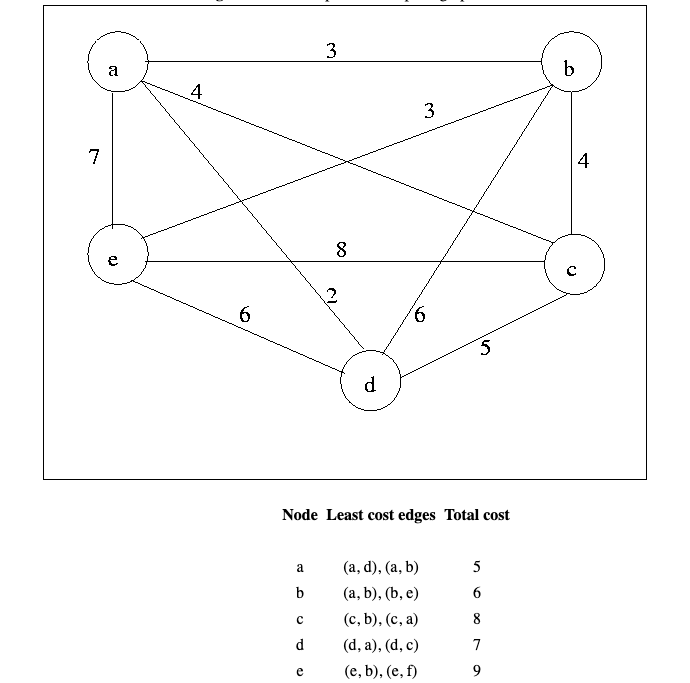 3
a
b
4
3
7
4
8
e
c
2
6
6
5
d
Node Least cost edges Total cost
a (a, d), (a, b) 5
b (a, b), (b, e) 6
c (c, b), (c, a) 8
d (d, a), (d, c) 7
e (e, b), (e, f) 9